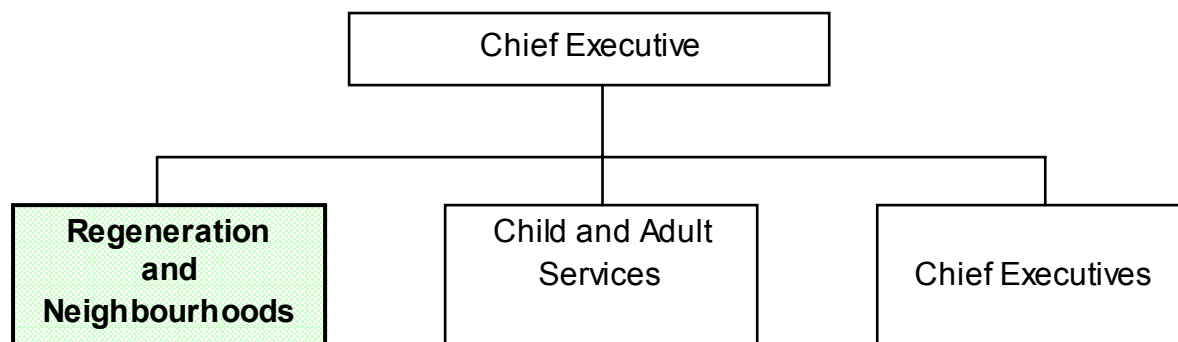 Chief Executive
Regeneration
and
Neighbourhoods
Child and Adult
Services
Chief Executives